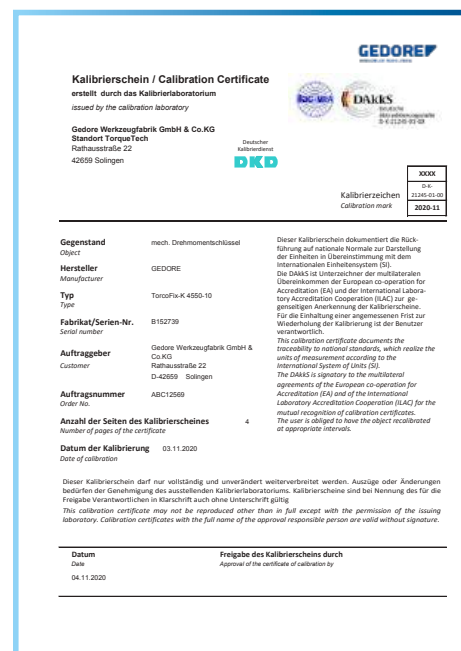 GEDORE
Kalibrierschein / Calibration Certificate
erstellt durch das Kalibrierlaboratorium
issued by the calibration laboratory
ilac-MRA
DAkkS
Deutsche
Akkreditierungsstelle
D-K-21245-01-00
Gedore Werkzeugfabrik GmbH & Co.KG
Standort TorqueTech
Rathausstraße 22
42659 Solingen
Deutscher
Kalibrierdienst
DKD
Kalibrierzeichen
Calibration mark
XXXX
D-K-
21245-01-00
2020-11
Gegenstand mech. Drehmomentschlüssel
Object
Hersteller GEDORE
Manufacturer
Typ TorcoFix-K 4550-10
Type
Fabrikat/Serien-Nr. B152739
Serial number
Auftraggeber Gedore Werkzeugfabrik GmbH &
Co.KG
Customer Rathausstraße 22
D-42659 Solingen
Auftragsnummer ABC12569
Order No.
Anzahl der Seiten des Kalibrierscheines 4
Number of pages of the certificate
Datum der Kalibrierung 03.11.2020
Date of calibration
Dieser Kalibrierschein dokumentiert die Rück-
führung auf nationale Normale zur Darstellung
der Einheiten in Übereinstimmung mit dem
Internationalen Einheitensystem (SI).
Die DAkkS ist Unterzeichner der multilateralen
Übereinkommen der European co-operation for
Accreditation (EA) und der International Labora-
tory Accreditation Cooperation (ILAC) zur ge-
genseitigen Anerkennung der Kalibrierscheine.
Für die Einhaltung einer angemessenen Frist zur
Wiederholung der Kalibrierung ist der Benutzer
verantwortlich.
This calibration certificate documents the
traceability to national standards, which realize the
units of measurement according to the
International System of Units (SI).
The DAkkS is signatory to the multilateral
agreements of the European co-operation for
Accreditation (EA) and of the International
Laboratory Accreditation Cooperation (ILAC) for the
mutual recognition of calibration certificates.
The user is obliged to have the object recalibrated
at appropriate intervals.
Dieser Kalibrierschein darf nur vollständig und unverändert weiterverbreitet werden. Auszüge oder Änderungen
bedürfen der Genehmigung des ausstellenden Kalibrierlaboratoriums. Kalibrierscheine sind bei Nennung des für die
Freigabe Verantwortlichen in Klarschrift auch ohne Unterschrift gültig
This calibration certificate may not be reproduced other than in full except with the permission of the issuing
laboratory. Calibration certificates with the full name of the approval responsible person are valid without signature.
Datum
Date
04.11.2020
Freigabe des Kalibrierscheins durch
Approval of the certificate of calibration by